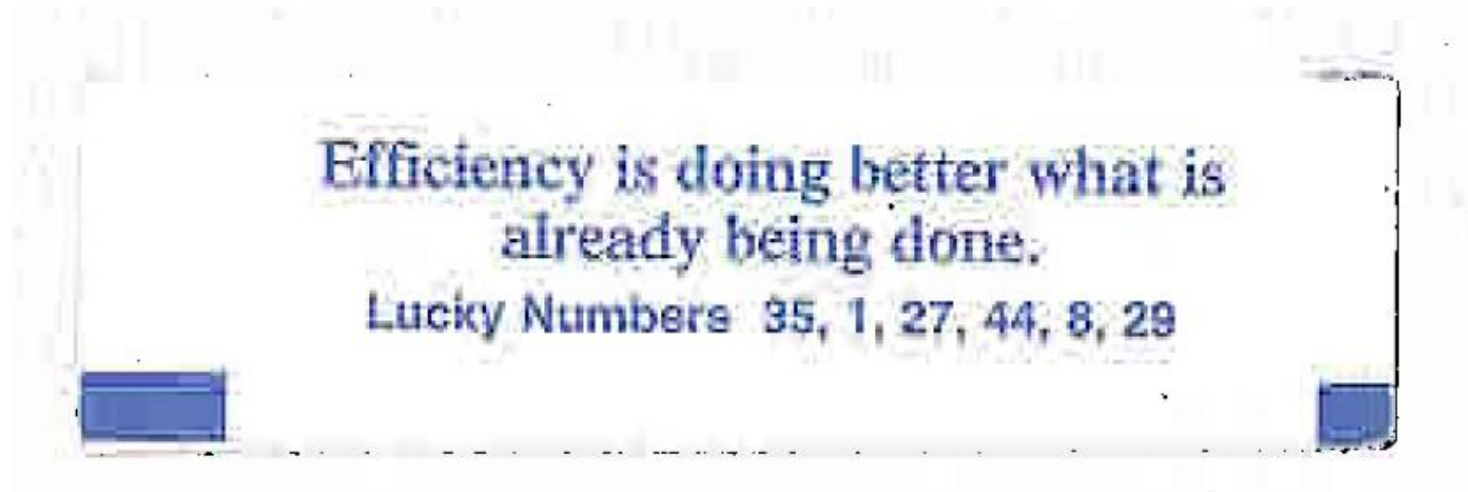 Efficiency is doing better what is
already being done.
Lucky Numbers 35, 1, 27, 44, 8, 29